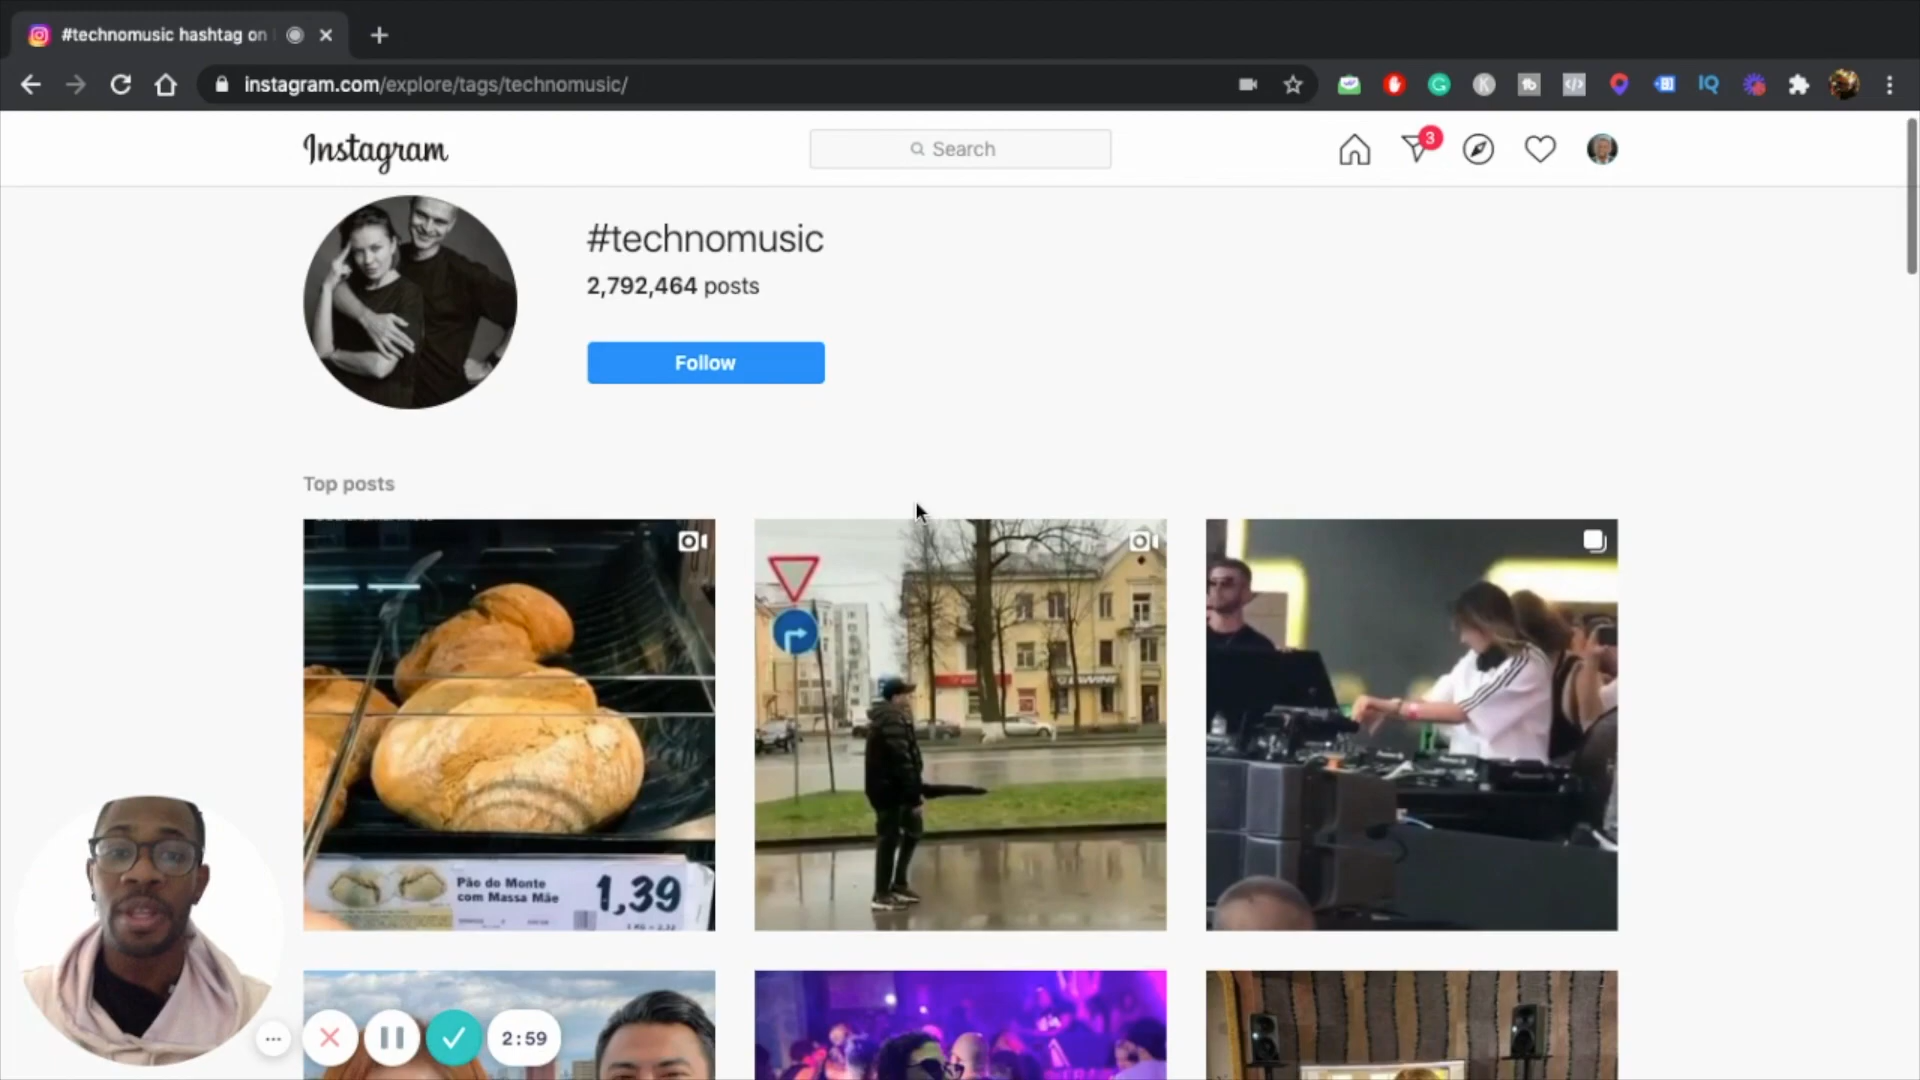 #technomusic hashtag on
instagram.com/explore/tags/technomusic/
Instagram
Search
3
#technomusic
2,792,464 posts
Follow
Top posts
Pão do Monte
com Massa Mãe
1,39
2:59